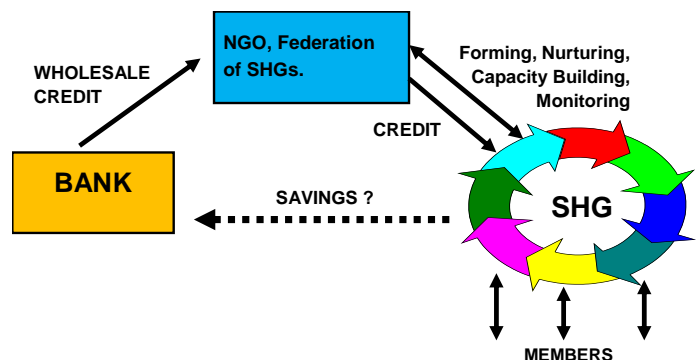 NGO, Federation
of SHGs.
Forming, Nurturing,
Capacity Building,
Monitoring
WHOLESALE
CREDIT
CREDIT
BANK
SAVINGS ?
SHG
MEMBERS